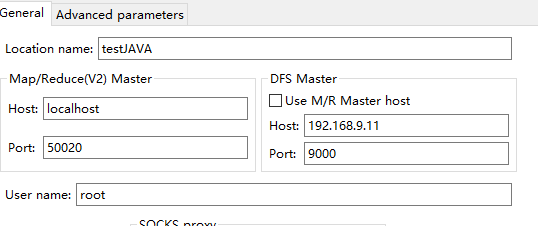 General Advanced parameters
Location name: testJAVA
Map/Reduce(V2) Master
Host: localhost
Port: 50020
DFS Master
Use M/R Master host
Host: 192.168.9.11
Port: 9000
User name: root
SOCKS proxy